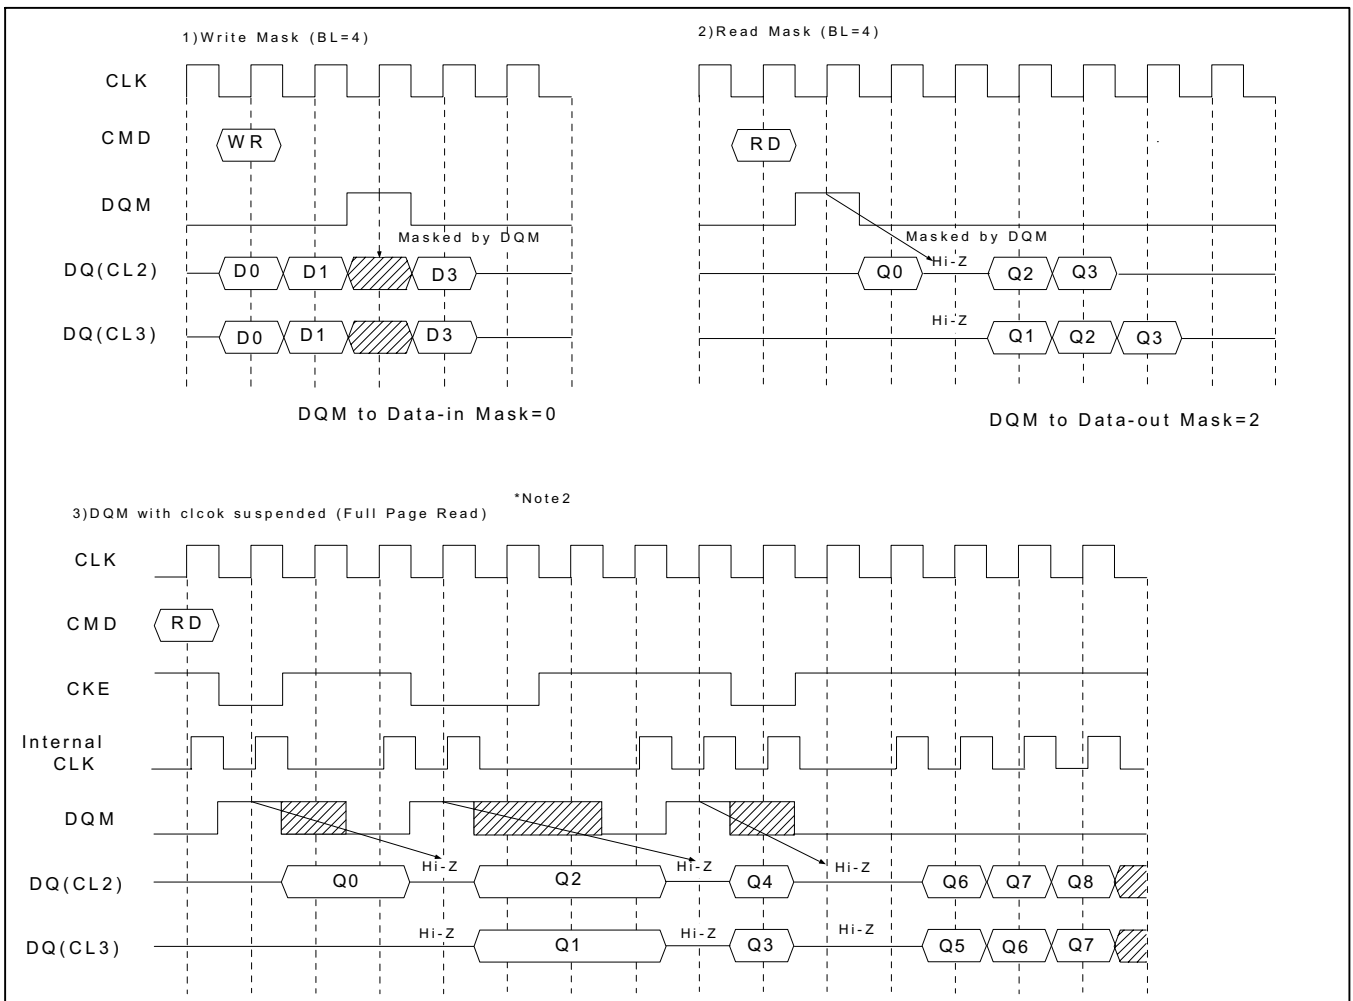 1)Write Mask (BL=4)
2)Read Mask (BL=4)
CLK
CMD
WR
RD
DQM
Masked by DQM
Masked by DQM
DQ(CL2)
D0 D1 D3
Q0 Hi-Z Q2 Q3
DQ(CL3)
D0 D1 D3
Hi-Z Q1 Q2 Q3
DQM to Data-in Mask=0
DQM to Data-out Mask=2
*Note2
3)DQM with clcok suspended (Full Page Read)
CLK
CMD
RD
CKE
Internal
CLK
DQM
DQ(CL2)
Q0 Hi-Z Q2 Hi-Z Q4 Hi-Z Q6 Q7 Q8
DQ(CL3)
Hi-Z Q1 Hi-Z Q3 Hi-Z Q5 Q6 Q7